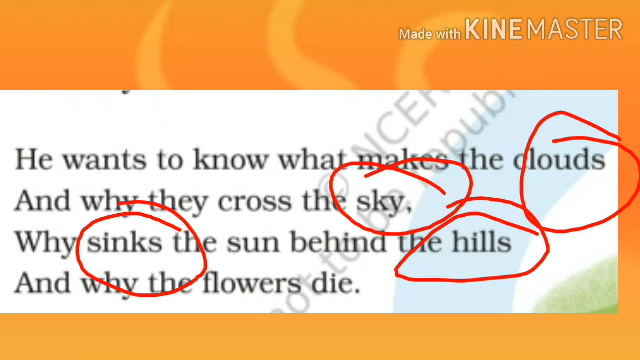 Made with KINEMASTER
He wants to know what makes the clouds
And why they cross the sky,
Why sinks the sun behind the hills
And why the flowers die.